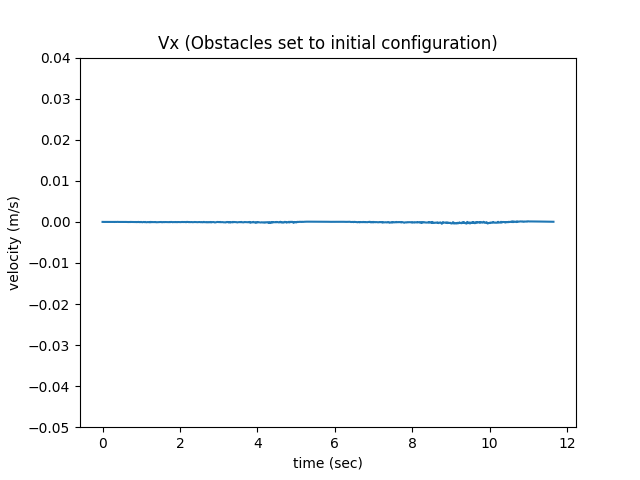 Vx (Obstacles set to initial configuration)
0.04
0.03
0.02
0.01
0.00
−0.01
−0.02
−0.03
−0.04
−0.05
velocity (m/s)
0 2 4 6 8 10 12
time (sec)